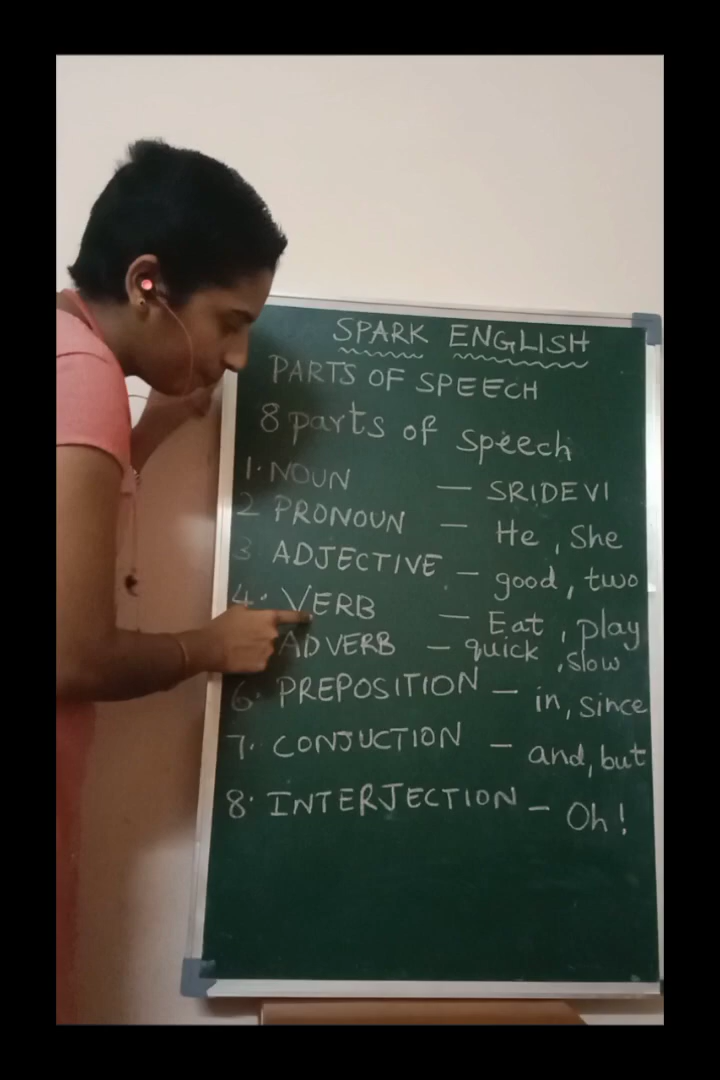 SPARK ENGLISH
PARTS OF SPEECH
8 parts of speech
1. NOUN — SRIDEVI
2 PRONOUN — He, She
3 ADJECTIVE — good, two
4. VERB — Eat, play
ADVERB — quick, slow
6. PREPOSITION — in, since
7. CONJUCTION — and, but
8. INTERJECTION — Oh!